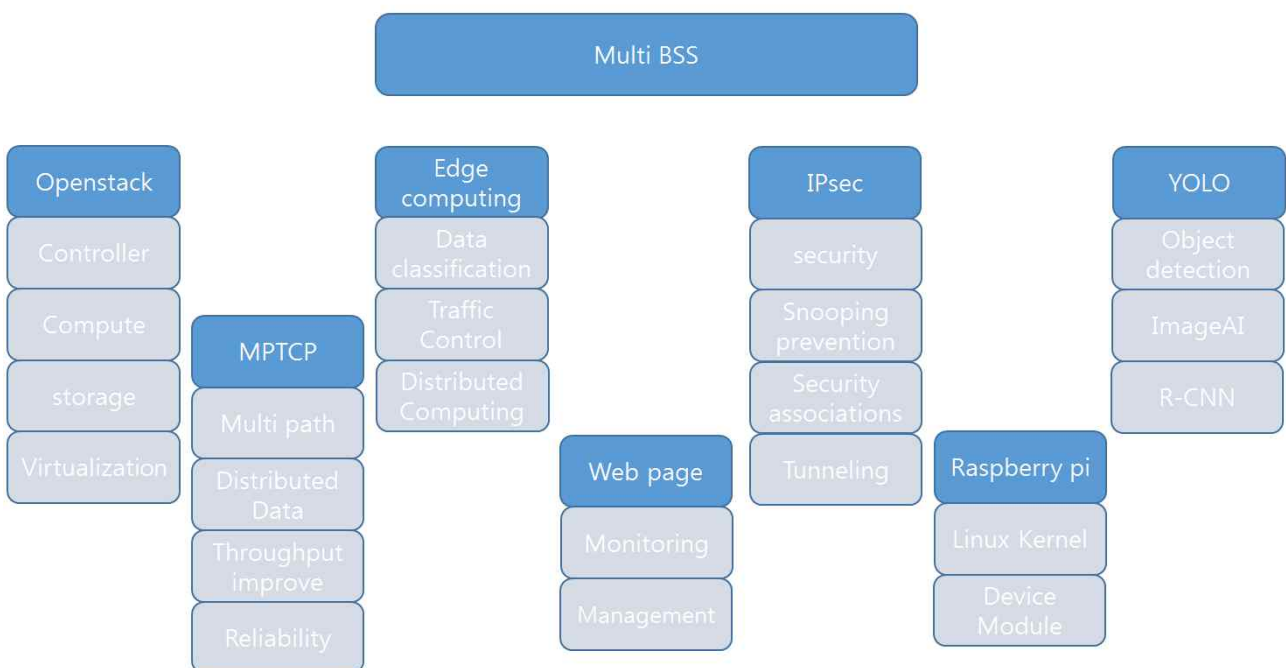 Multi BSS
Openstack
Controller
Compute
storage
Virtualization
MPTCP
Multi path
Distributed
Data
Throughput
improve
Reliability
Edge
computing
Data
classification
Traffic
Control
Distributed
Computing
Web page
Monitoring
Management
IPsec
security
Snooping
prevention
Security
associations
Tunneling
Raspberry pi
Linux Kernel
Device
Module
YOLO
Object
detection
ImageAI
R-CNN